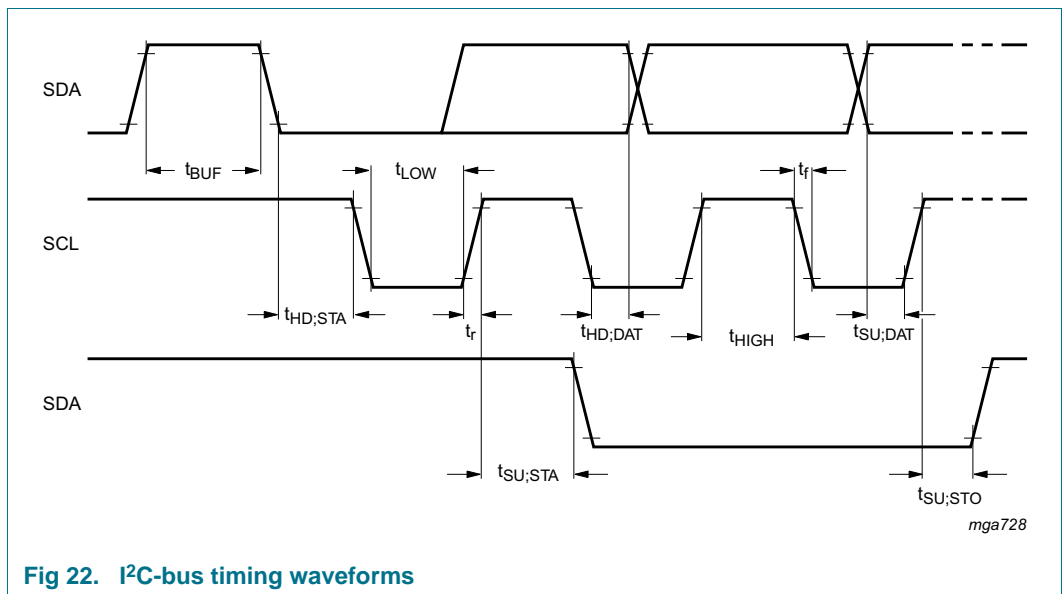 SDA
tBUF
tLOW
tf
SCL
tHD;STA
tr
tHD;DAT
tHIGH
tSU;DAT
SDA
tSU;STA
tSU;STO
mga728
Fig 22. I²C-bus timing waveforms